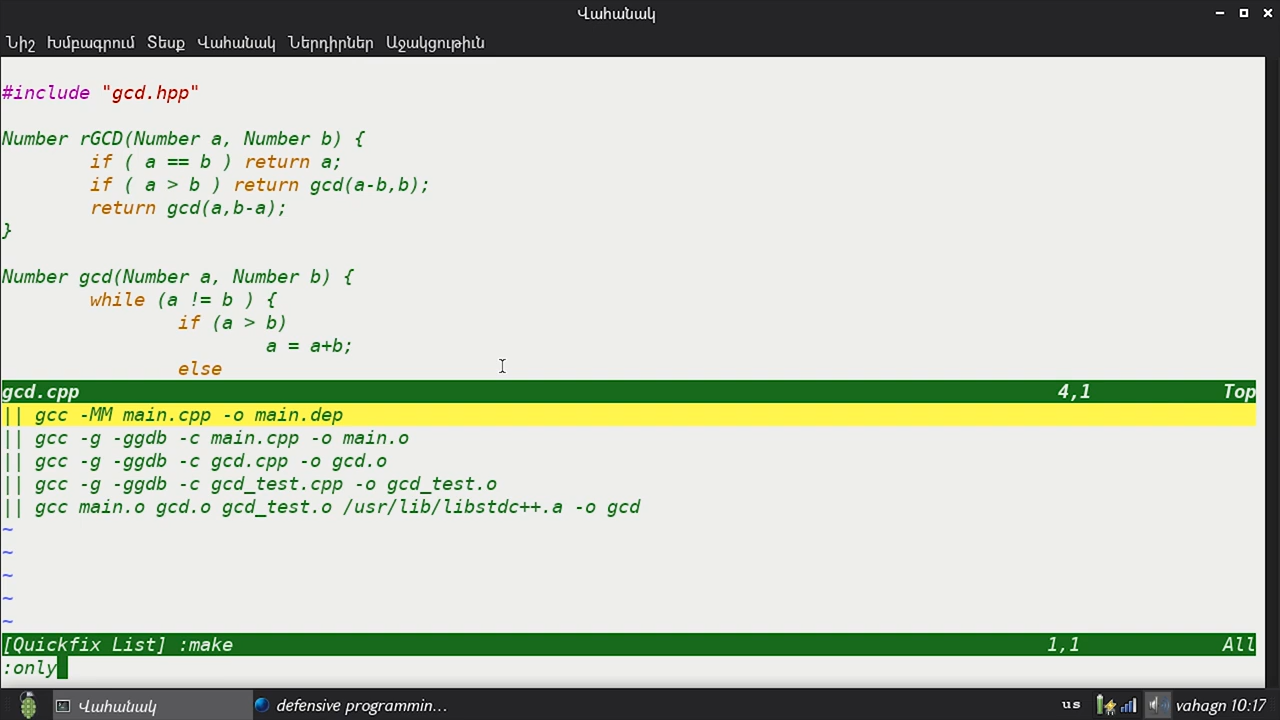 Վահանակ
Նիշ Խմբագրում Տեսք Վահանակ Ներդիրներ Աջակցութիւն
#include "gcd.hpp"
Number rGCD(Number a, Number b) {
if ( a == b ) return a;
if ( a > b ) return gcd(a-b,b);
return gcd(a,b-a);
}
Number gcd(Number a, Number b) {
while (a != b ) {
if (a > b)
a = a+b;
else
gcd.cpp 4,1 Top
|| gcc -MM main.cpp -o main.dep
|| gcc -g -ggdb -c main.cpp -o main.o
|| gcc -g -ggdb -c gcd.cpp -o gcd.o
|| gcc -g -ggdb -c gcd_test.cpp -o gcd_test.o
|| gcc main.o gcd.o gcd_test.o /usr/lib/libstdc++.a -o gcd
~
~
~
~
~
[Quickfix List] :make 1,1 All
:only
Վահանակ defensive programmin... us vahagn 10:17